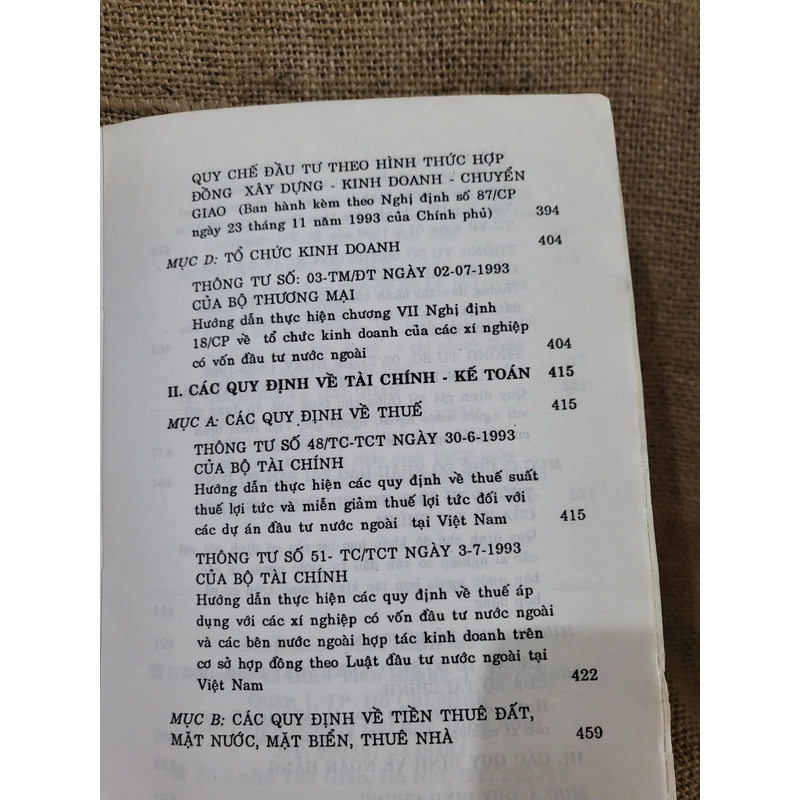 QUY CHẾ ĐẦU TƯ THEO HÌNH THỨC HỢP
ĐỒNG XÂY DỰNG - KINH DOANH - CHUYỂN
GIAO (Ban hành kèm theo Nghị định số 87/CP
ngày 23 tháng 11 năm 1993 của Chính phủ) 394
MỤC D: TỔ CHỨC KINH DOANH 404
THÔNG TƯ SỐ: 03-TM/ĐT NGÀY 02-07-1993
CỦA BỘ THƯƠNG MẠI
Hướng dẫn thực hiện chương VII Nghị định
18/CP về tổ chức kinh doanh của các xí nghiệp
có vốn đầu tư nước ngoài 404
II. CÁC QUY ĐỊNH VỀ TÀI CHÍNH - KẾ TOÁN 415
MỤC A: CÁC QUY ĐỊNH VỀ THUẾ 415
THÔNG TƯ SỐ 48/TC-TCT NGÀY 30-6-1993
CỦA BỘ TÀI CHÍNH
Hướng dẫn thực hiện các quy định về thuế suất
thuế lợi tức và miễn giảm thuế lợi tức đối với
các dự án đầu tư nước ngoài tại Việt Nam 415
THÔNG TƯ SỐ 51- TC/TCT NGÀY 3-7-1993
CỦA BỘ TÀI CHÍNH
Hướng dẫn thực hiện các quy định về thuế áp
dụng với các xí nghiệp có vốn đầu tư nước ngoài
và các bên nước ngoài hợp tác kinh doanh trên
cơ sở hợp đồng theo Luật đầu tư nước ngoài tại
Việt Nam 422
MỤC B: CÁC QUY ĐỊNH VỀ TIỀN THUÊ ĐẤT,
MẶT NƯỚC, MẶT BIỂN, THUÊ NHÀ 459